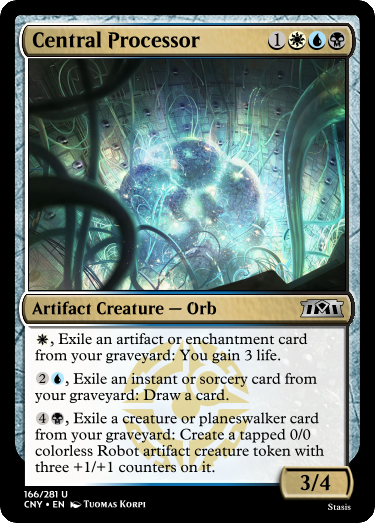 Central Processor 1
Artifact Creature — Orb
, Exile an artifact or enchantment card
from your graveyard: You gain 3 life.
2 , Exile an instant or sorcery card from
your graveyard: Draw a card.
4 , Exile a creature or planeswalker card
from your graveyard: Create a tapped 0/0
colorless Robot artifact creature token with
three +1/+1 counters on it.
3/4
166/281 U
CNY • EN Tuomas Korpi
Stasis